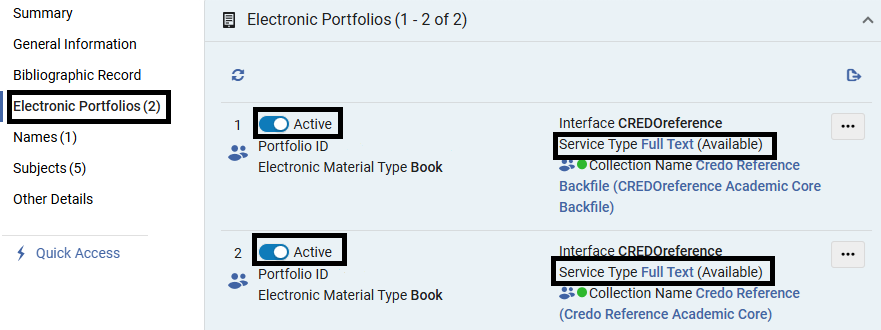 Summary
General Information
Bibliographic Record
Electronic Portfolios (2)
Names (1)
Subjects (5)
Other Details
Quick Access
Electronic Portfolios (1 - 2 of 2)
1
Active
Portfolio ID
Electronic Material Type Book
Interface CREDOreference
Service Type Full Text (Available)
Collection Name Credo Reference
Backfile (CREDOreference Academic Core
Backfile)
2
Active
Portfolio ID
Electronic Material Type Book
Interface CREDOreference
Service Type Full Text (Available)
Collection Name Credo Reference
(Credo Reference Academic Core)